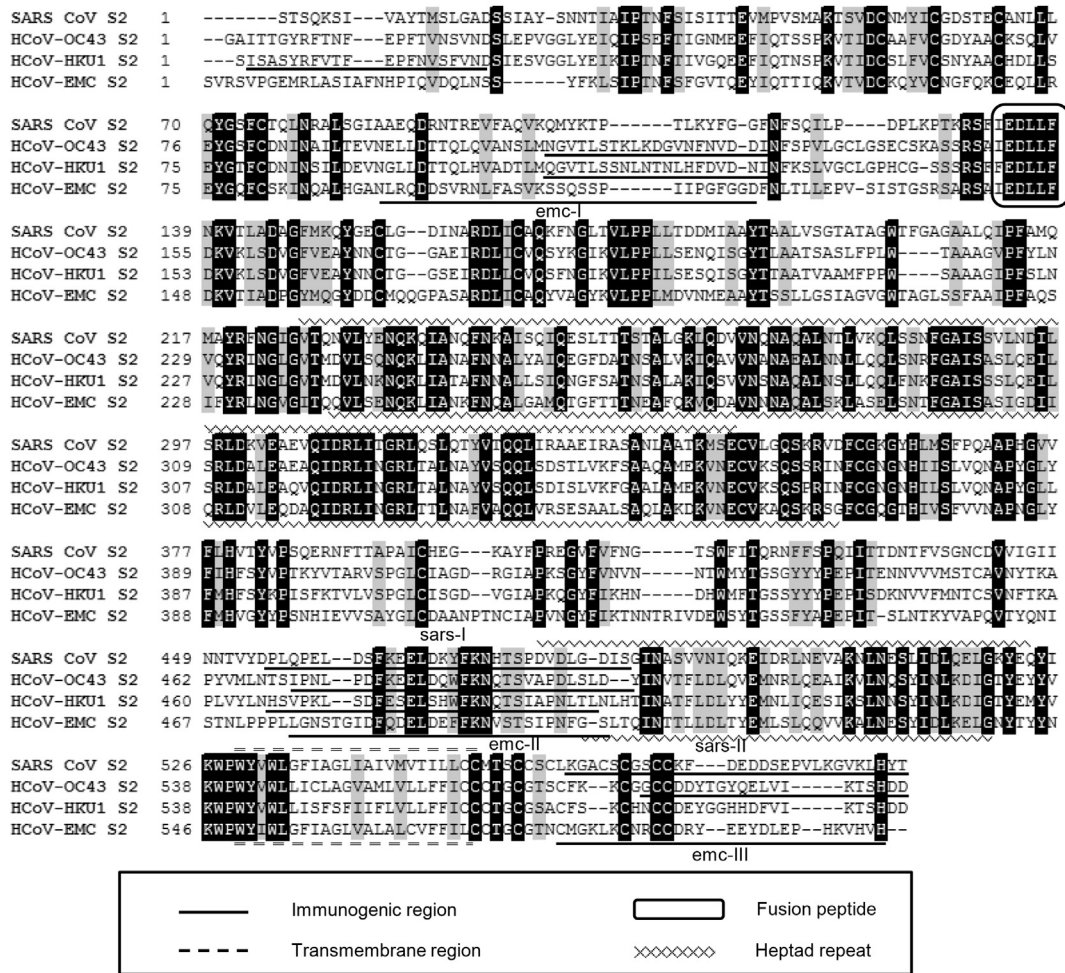 SARS CoV S2 1 ------STSQKSI---VAYTMSLGADSSIAY-SNNTIAIPTNFSISITTEVMPVSMAKTSVDCNMYICGDSTECANLLL
HCoV-OC43 S2 1 --GAITTGYRFTNF---EPFTVNSVNDSLEPVGGLYEIQIPSEFTIGNMEEFIQTSSPKVTIDCAAFVCGDYAACKSQLV
HCoV-HKU1 S2 1 --SISASYRFVTF---EPFNVSFVNDSIESVGGLYEIKIPTNFTIVGQEEFIQTNSPKVTIDCSLFVCSNYAACHDLLS
HCoV-EMC S2 1 SVRSVPGEMRLASIAFNHPIQVDQLNSS----YFKLSIPTNFSFGVTQEYIQTTIQKVTVDCKQYVCNGFQKCEQLLR
SARS CoV S2 70 QYGSFCTQLNRALSGIAAEQDRNTREVFAQVKQMYKTP----TLKYFG-GFNFSQILP--DPLKPTKRSFIEDLLF
HCoV-OC43 S2 76 EYGSFCDNINAILTEVNELLDTTQLQVANSLMNGVTLSTKLKDGVNFNVD-DINFSPVLGCLGSECSKASSRSAIEDLLF
HCoV-HKU1 S2 75 EYGTFCDNINSILDEVNGLLDTTQLHVADTLMQGVTLSSNLNTNLHFDVD-NINFKSLVGCLGPHCG-SSSRSFFEDLLF
HCoV-EMC S2 75 EYGQFCSKINQALHGANLRQDDSVRNLFASVKSSQSSP----IIPGFGGDFNLTLLEPV-SISTGSRSARSAIEDLLF
emc-I
SARS CoV S2 139 NKVTLADAGFMKQYGECLG--DINARDLICAQKFNGLTVLPPLLTDDMIAAYTAALVSGTATAGWTFGAGAALQIPFAMQ
HCoV-OC43 S2 155 DKVKLSDVGFVEAYNNCTG--GAEIRDLICVQSYKGIKVLPPLLSENQISGYTLAATSASLFPPLW----TAAAGVPFYLN
HCoV-HKU1 S2 153 DKVKLSDVGFVEAYNNCTG--GSEIRDLLCVQSFNGIKVLPPILSESQISGYTTAATVAAMFPPW----SAAAGIPFSLN
HCoV-EMC S2 148 DKVTIADPGYMQGYDDCMQQGPASARDLICAQYVAGYKVLPPLMDVNMEAAYTSSLLGSIAGVGWTAGLSSFAAIPFAQS
SARS CoV S2 217 MAYRFNGIGVTQNVLYENQKQIANQFNKAISQIQESLTTTSTALGKLQDVVNQNAQALNTLVKQLSSNFGAISSVLNDIL
HCoV-OC43 S2 229 VQYRINGLGVTMDVLSQNQKLIANAFNNALYAIQEGFDATNSALVKIQAVVNANAEALNNLLQQLSNRFGAISASLQEIL
HCoV-HKU1 S2 227 VQYRINGLGVTMDVLNKNQKLIATAFNNALLSIQNGFSATNSALAKIQSVVNSNAQALNSLLQQLFNKFGAISSSLQEIL
HCoV-EMC S2 228 IFYRLNGVGITQQVLSENQKLIANKFNQALGAMQTGFTTTNEAFQKVQDAVNNNAQALSKLASELSNTFGAISASIGDII
SARS CoV S2 297 SRLDKVEAEVQIDRLITGRLQSLQTYVTQQLIRAAEIRASANLAATKMSECVLGQSKRVDFCGKGYHLMSFPQAAPHGVV
HCoV-OC43 S2 309 SRLDALEAEAQIDRLINGRLTALNAYVSQQLSDSTLVKFSAAQAMEKVNECVKSQSSRINFCGNGNHIISLVQNAPYGLY
HCoV-HKU1 S2 307 SRLDALEAQVQIDRLINGRLTALNAYVSQQLSDISLVKFGAALAMEKVNECVKSQSPRINFCGNGNHILSLVQNAPYGLL
HCoV-EMC S2 308 QRLDVLEQDAQIDRLINGRLTTLNAFVAQQLVRSESAALSAQLAKDKVNECVKAQSKRSGFCGQGTHIVSFVVNAPNGLY
SARS CoV S2 377 FLHVTYVPSQERNFTTAPAICHEG--KAYFPREGVFVFNG-----TSWFITQRNFFSPQIITTDNTFVSGNCDVVIGII
HCoV-OC43 S2 389 FIHFSYVPTKYVTARVSPGLCIAGD--RGIAPKSGYFVNVN-----NTWMYTGSGYYYPEPITENNVVVMSTCAVNYTKA
HCoV-HKU1 S2 387 FMHFSYKPISFKTVLVSPGLCISGD--VGIAPKQGYFIKHN-----DHWMFTGSSYYYPEPISDKNVVFMNTCSVNFTKA
HCoV-EMC S2 388 FMHVGYYPSNHIEVVSAYGLCDAANPTNCIAPVNGYFIKTNNTRIVDEWSYTGSSFYAPEPIT-SLNTKYVAPQVTYQNI
sars-I
SARS CoV S2 449 NNTVYDPLQPELD--SFKEELDKYFKNHTSPDVDLG-DISGINASVVNIQKEIDRLNEVAKNLNESLIDLQELGKYEQYI
HCoV-OC43 S2 462 PYVMLNTSIPNL--PDFKEELDQWFKNQTSVAPDLSLD-YINVTFLDLQVEMNRLQEAIKVLNQSYINLKDIGTYEYYV
HCoV-HKU1 S2 460 PLVYLNHSVPKL--SDFESELSHWFKNQTSIAPNLTLNLHTINATFLDLYYEMNLIQESIKSLNNSYINLKDIGTYEMYV
HCoV-EMC S2 467 STNLPPPLLGNSTGIDFQDELDEFFKNVSTSIPNFG-SLTQINTTLLDLTYEMLSLQQVVKALNESYIDLKELGNYTYYN
emc-II sars-II
SARS CoV S2 526 KWPWYVWLGFIAGLIAIVMVTILLCCMTSCCSCLKGACSCGSCCKF--DEDDSEPVLKGVKLHYT
HCoV-OC43 S2 538 KWPWYVWLLICLAGVAMLVLLFFICCCTGCGTSCFK--KCGGCCDDYTGYQELVI-----KTSHDD
HCoV-HKU1 S2 538 KWPWYVWLLISFSFIIFLVLLFFICCCTGCGSACFS--KCHNCCDEYGGHHDFVI-----KTSHDD
HCoV-EMC S2 546 KWPWYIWLGFIAGLVALALCVFFILCCTGCGTNCMGKLKCNRCCDRY--EEYDLEP--HKVHVH--
emc-III
Immunogenic region Fusion peptide
Transmembrane region Heptad repeat